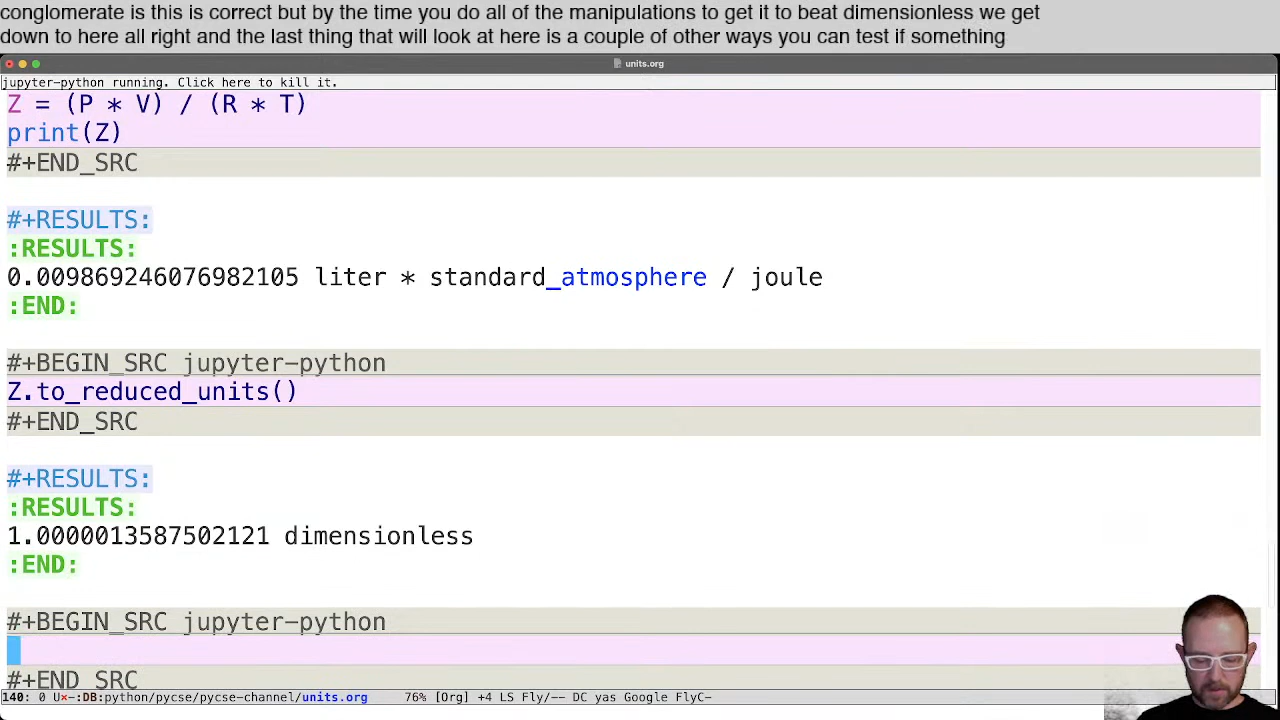 conglomerate is this is correct but by the time you do all of the manipulations to get it to beat dimensionless we get
down to here all right and the last thing that will look at here is a couple of other ways you can test if something
units.org
jupyter-python running. Click here to kill it.
Z = (P * V) / (R * T)
print(Z)
#+END_SRC
#+RESULTS:
:RESULTS:
0.009869246076982105 liter * standard_atmosphere / joule
:END:
#+BEGIN_SRC jupyter-python
Z.to_reduced_units()
#+END_SRC
#+RESULTS:
:RESULTS:
1.0000013587502121 dimensionless
:END:
#+BEGIN_SRC jupyter-python
#+END_SRC
140: 0 U×-:DB:python/pycse/pycse-channel/units.org 76% [Org] +4 LS Fly/-- DC yas Google FlyC-